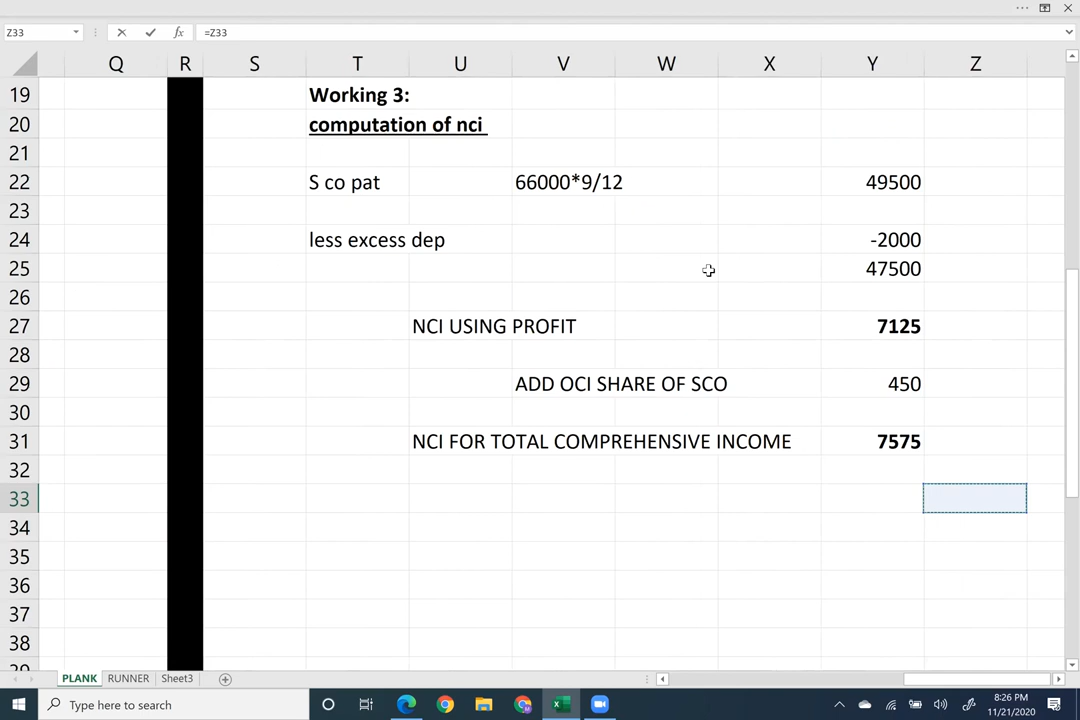 Z33 fx =Z33
Q R S T U V W X Y Z
19 Working 3:
20 computation of nci
21
22 S co pat 66000*9/12 49500
23
24 less excess dep -2000
25 47500
26
27 NCI USING PROFIT 7125
28
29 ADD OCI SHARE OF SCO 450
30
31 NCI FOR TOTAL COMPREHENSIVE INCOME 7575
32
33
34
35
36
37
38
39
PLANK RUNNER Sheet3
Type here to search
8:26 PM
11/21/2020